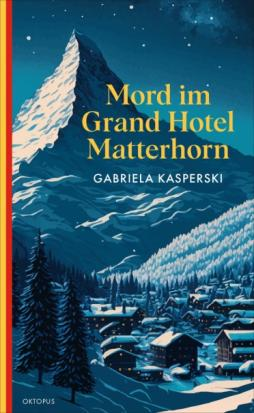 Mord im
Grand Hotel
Matterhorn
GABRIELA KASPERSKI
OKTOPUS